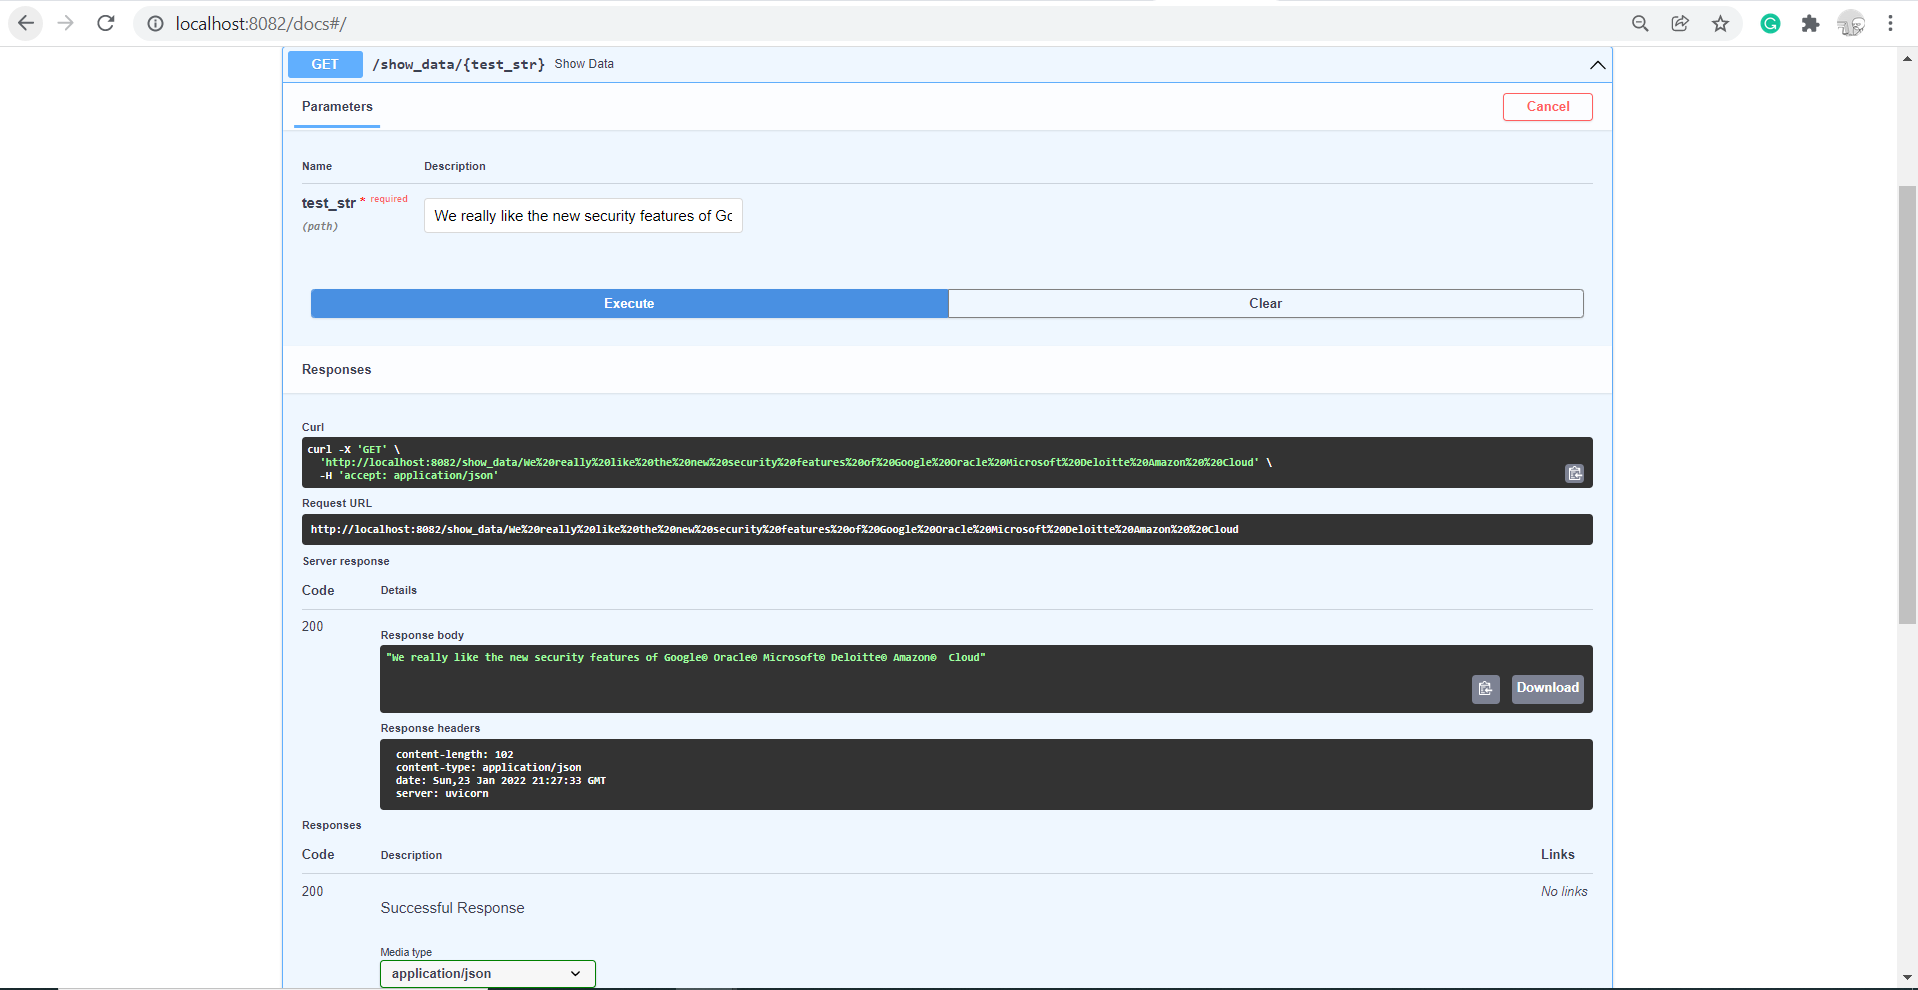 localhost:8082/docs#/
GET /show_data/{test_str} Show Data
Parameters
Cancel
Name Description
test_str * required
(path)
We really like the new security features of Gc
Execute Clear
Responses
Curl
curl -X 'GET' \
'http://localhost:8082/show_data/We%20really%20like%20the%20new%20security%20features%20of%20Google%20Oracle%20Microsoft%20Deloitte%20Amazon%20%20Cloud' \
-H 'accept: application/json'
Request URL
http://localhost:8082/show_data/We%20really%20like%20the%20new%20security%20features%20of%20Google%20Oracle%20Microsoft%20Deloitte%20Amazon%20%20Cloud
Server response
Code Details
200
Response body
"We really like the new security features of Google© Oracle© Microsoft© Deloitte© Amazon©  Cloud"
Download
Response headers
content-length: 102
content-type: application/json
date: Sun,23 Jan 2022 21:27:33 GMT
server: uvicorn
Responses
Code Description Links
200
No links
Successful Response
Media type
application/json